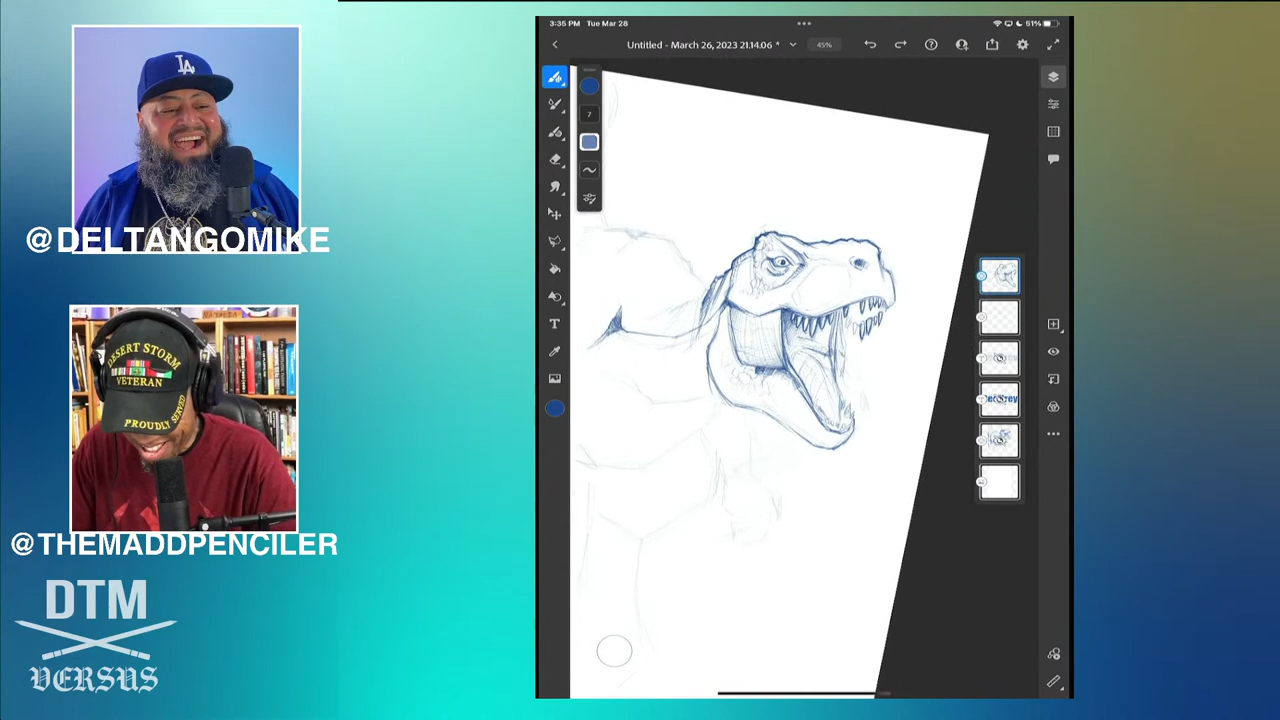 3:35 PM Tue Mar 28
51%
Untitled - March 26, 2023 21.14.06 *
45%
7
LA
@DELTANGOMIKE
DESERT STORM
VETERAN
PROUDLY SERVED
@THEMADDPENCILER
DTM
VERSUS